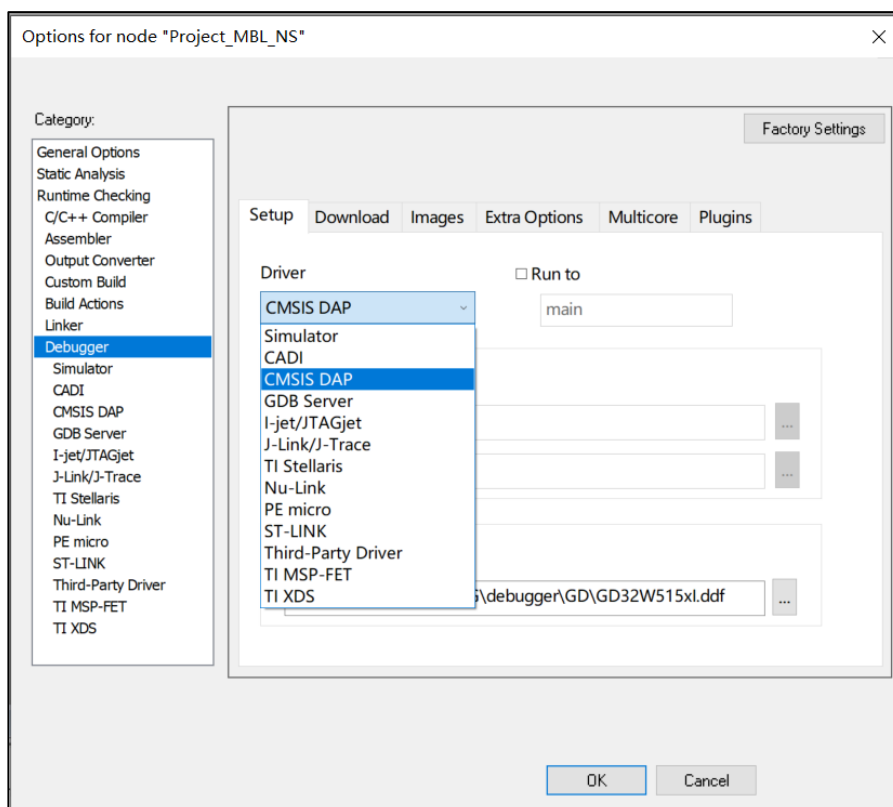 Options for node "Project_MBL_NS"
Category:
General Options
Static Analysis
Runtime Checking
C/C++ Compiler
Assembler
Output Converter
Custom Build
Build Actions
Linker
Debugger
Simulator
CADI
CMSIS DAP
GDB Server
I-jet/JTAGjet
J-Link/J-Trace
TI Stellaris
Nu-Link
PE micro
ST-LINK
Third-Party Driver
TI MSP-FET
TI XDS
Factory Settings
Setup Download Images Extra Options Multicore Plugins
Driver
Run to
CMSIS DAP
main
Simulator
CADI
CMSIS DAP
GDB Server
I-jet/JTAGjet
J-Link/J-Trace
TI Stellaris
Nu-Link
PE micro
ST-LINK
Third-Party Driver
TI MSP-FET
TI XDS
...
...
\debugger\GD\GD32W515xI.ddf
...
OK Cancel